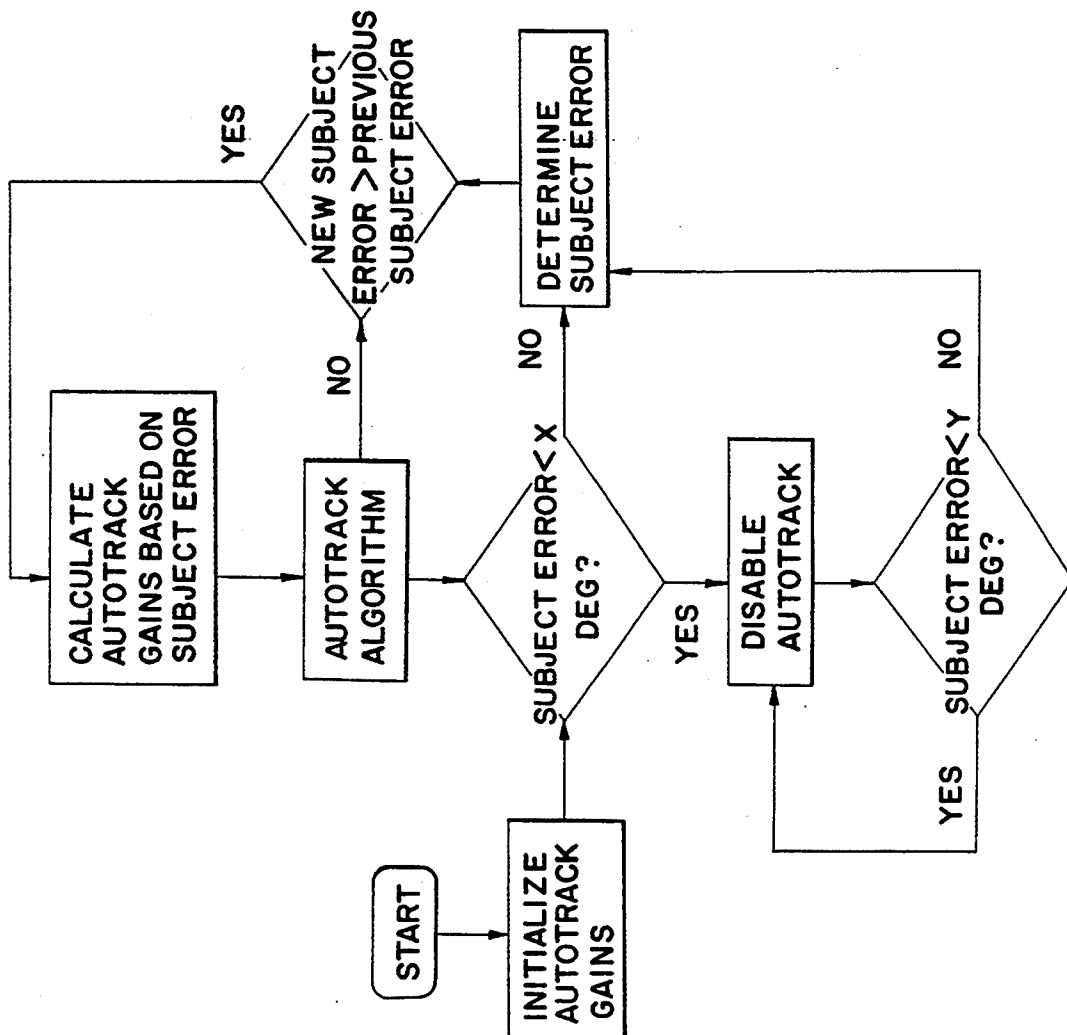 START
INITIALIZE
AUTOTRACK
GAINS
SUBJECT ERROR<X
DEG?
YES
NO
DISABLE
AUTOTRACK
SUBJECT ERROR<Y
DEG?
YES
NO
DETERMINE
SUBJECT ERROR
NEW SUBJECT
ERROR >PREVIOUS
SUBJECT ERROR
YES
NO
CALCULATE
AUTOTRACK
GAINS BASED ON
SUBJECT ERROR
AUTOTRACK
ALGORITHM